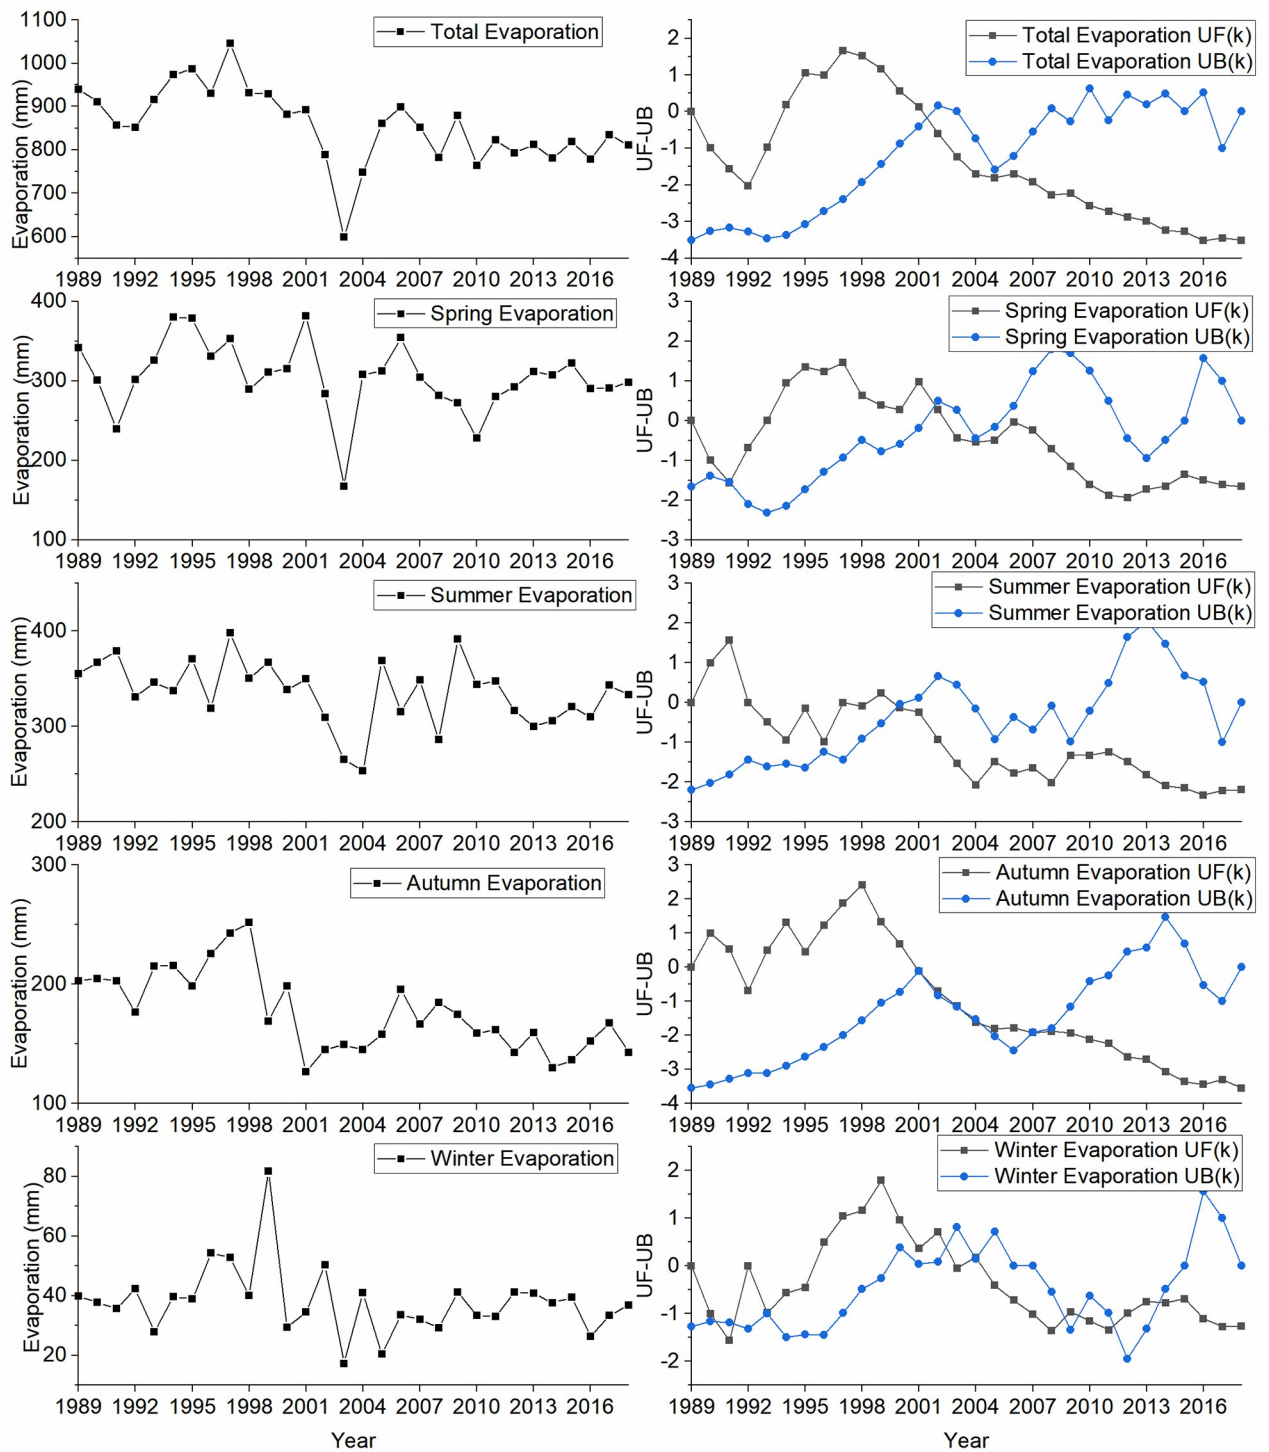 1100
1000
900
800
700
600
Evaporation (mm)
Total Evaporation
1989 1992 1995 1998 2001 2004 2007 2010 2013 2016
2
1
0
-1
-2
-3
-4
UF-UB
Total Evaporation UF(k)
Total Evaporation UB(k)
1989 1992 1995 1998 2001 2004 2007 2010 2013 2016
400
300
200
100
Evaporation (mm)
Spring Evaporation
1989 1992 1995 1998 2001 2004 2007 2010 2013 2016
3
2
1
0
-1
-2
-3
UF-UB
Spring Evaporation UF(k)
Spring Evaporation UB(k)
1989 1992 1995 1998 2001 2004 2007 2010 2013 2016
400
300
200
Evaporation (mm)
Summer Evaporation
1989 1992 1995 1998 2001 2004 2007 2010 2013 2016
3
2
1
0
-1
-2
-3
UF-UB
Summer Evaporation UF(k)
Summer Evaporation UB(k)
1989 1992 1995 1998 2001 2004 2007 2010 2013 2016
300
200
100
Evaporation (mm)
Autumn Evaporation
1989 1992 1995 1998 2001 2004 2007 2010 2013 2016
3
2
1
0
-1
-2
-3
-4
UF-UB
Autumn Evaporation UF(k)
Autumn Evaporation UB(k)
1989 1992 1995 1998 2001 2004 2007 2010 2013 2016
80
60
40
20
Evaporation (mm)
Winter Evaporation
1989 1992 1995 1998 2001 2004 2007 2010 2013 2016
Year
2
1
0
-1
-2
UF-UB
Winter Evaporation UF(k)
Winter Evaporation UB(k)
1989 1992 1995 1998 2001 2004 2007 2010 2013 2016
Year